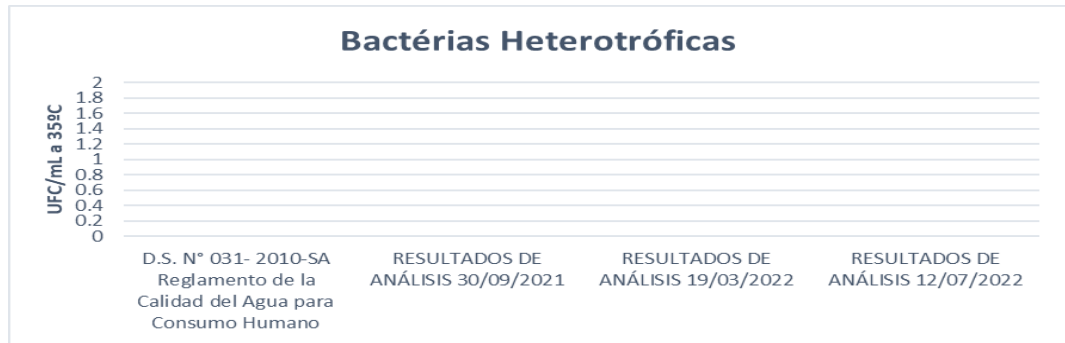 Bactérias Heterotróficas
UFC/mL a 35ºC
2
1.8
1.6
1.4
1.2
1
0.8
0.6
0.4
0.2
0
D.S. N° 031- 2010-SA
Reglamento de la
Calidad del Agua para
Consumo Humano
RESULTADOS DE
ANÁLISIS 30/09/2021
RESULTADOS DE
ANÁLISIS 19/03/2022
RESULTADOS DE
ANÁLISIS 12/07/2022